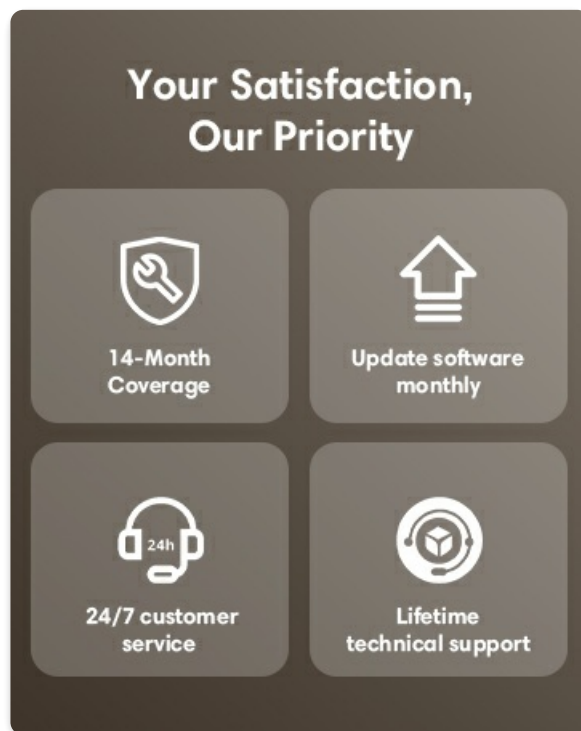 Your Satisfaction,
Our Priority
14-Month
Coverage
Update software
monthly
24h
24/7 customer
service
Lifetime
technical support